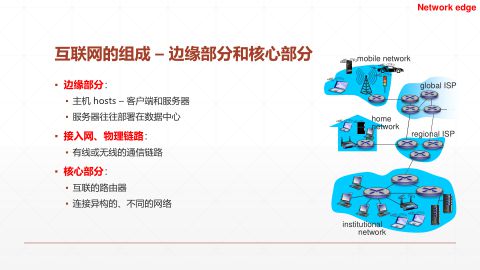 Network edge
互联网的组成 – 边缘部分和核心部分
边缘部分:
主机 hosts – 客户端和服务器
服务器往往部署在数据中心
接入网、物理链路:
有线或无线的通信链路
核心部分:
互联的路由器
连接异构的、不同的网络
mobile network
global ISP
home
network
regional ISP
institutional
network